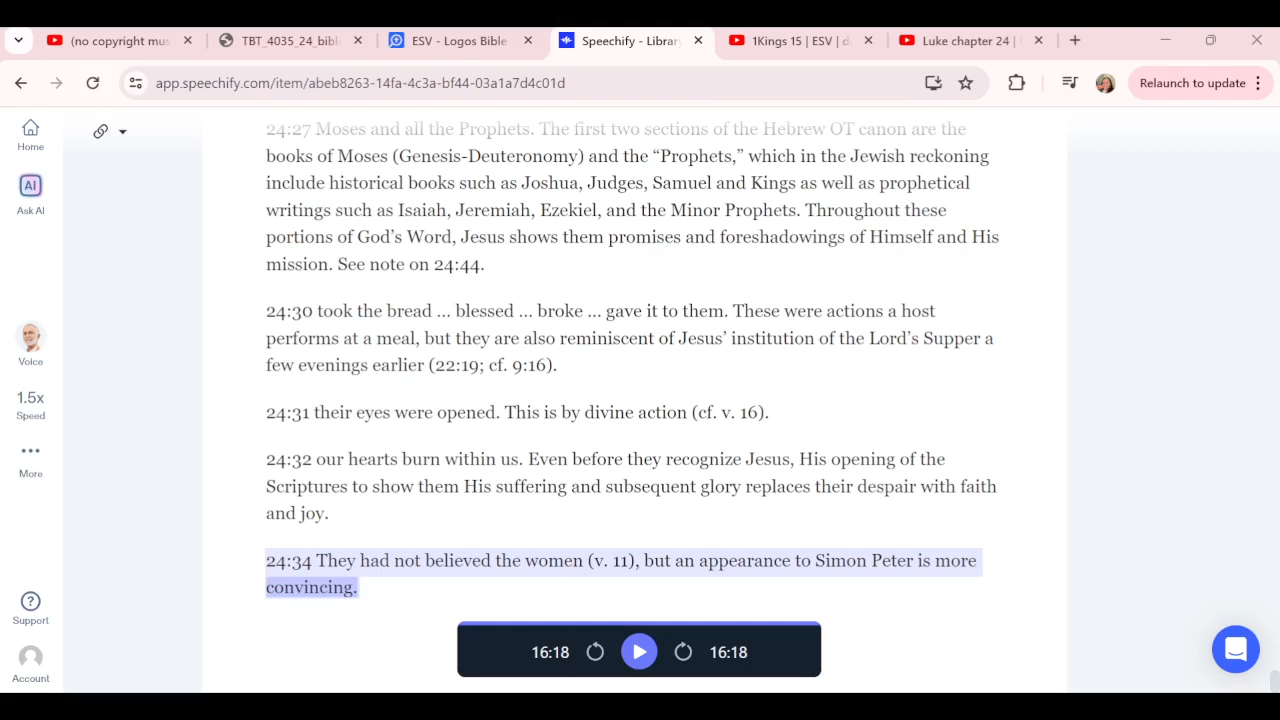 (no copyright mus
TBT_4035_24_bibl
ESV - Logos Bible
Speechify - Library
1Kings 15 | ESV | d
Luke chapter 24 |
app.speechify.com/item/abeb8263-14fa-4c3a-bf44-03a1a7d4c01d
Relaunch to update
Home
AI
Ask AI
Voice
1.5x
Speed
More
Support
Account
24:27 Moses and all the Prophets. The first two sections of the Hebrew OT canon are the
books of Moses (Genesis-Deuteronomy) and the “Prophets,” which in the Jewish reckoning
include historical books such as Joshua, Judges, Samuel and Kings as well as prophetical
writings such as Isaiah, Jeremiah, Ezekiel, and the Minor Prophets. Throughout these
portions of God’s Word, Jesus shows them promises and foreshadowings of Himself and His
mission. See note on 24:44.
24:30 took the bread ... blessed ... broke ... gave it to them. These were actions a host
performs at a meal, but they are also reminiscent of Jesus’ institution of the Lord’s Supper a
few evenings earlier (22:19; cf. 9:16).
24:31 their eyes were opened. This is by divine action (cf. v. 16).
24:32 our hearts burn within us. Even before they recognize Jesus, His opening of the
Scriptures to show them His suffering and subsequent glory replaces their despair with faith
and joy.
24:34 They had not believed the women (v. 11), but an appearance to Simon Peter is more
convincing.
16:18
16:18